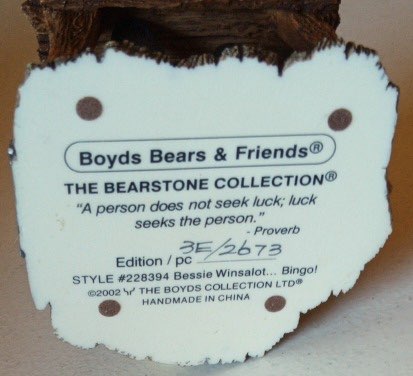 Boyds Bears & Friends®
THE BEARSTONE COLLECTION®
"A person does not seek luck; luck
seeks the person."
- Proverb
Edition / pc 3E/2673
STYLE #228394 Bessie Winsalot... Bingo!
©2002 THE BOYDS COLLECTION LTD®
HANDMADE IN CHINA